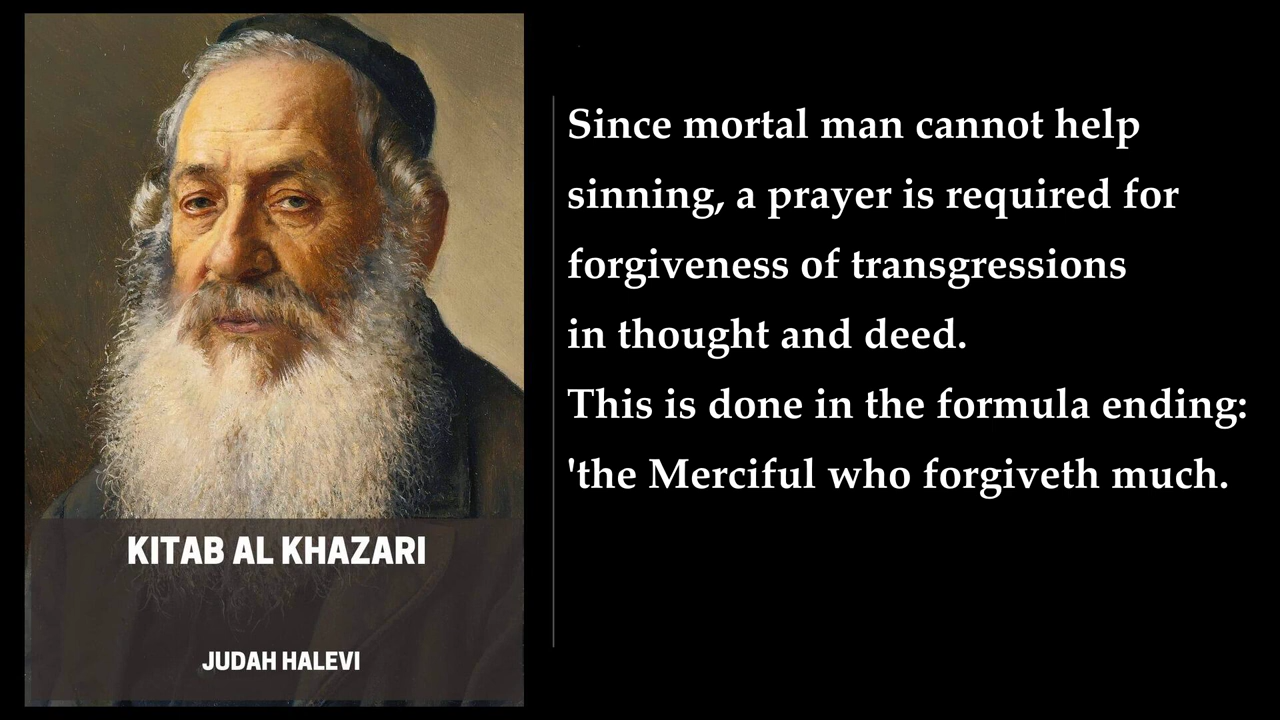 KITAB AL KHAZARI
JUDAH HALEVI
Since mortal man cannot help
sinning, a prayer is required for
forgiveness of transgressions
in thought and deed.
This is done in the formula ending:
'the Merciful who forgiveth much.